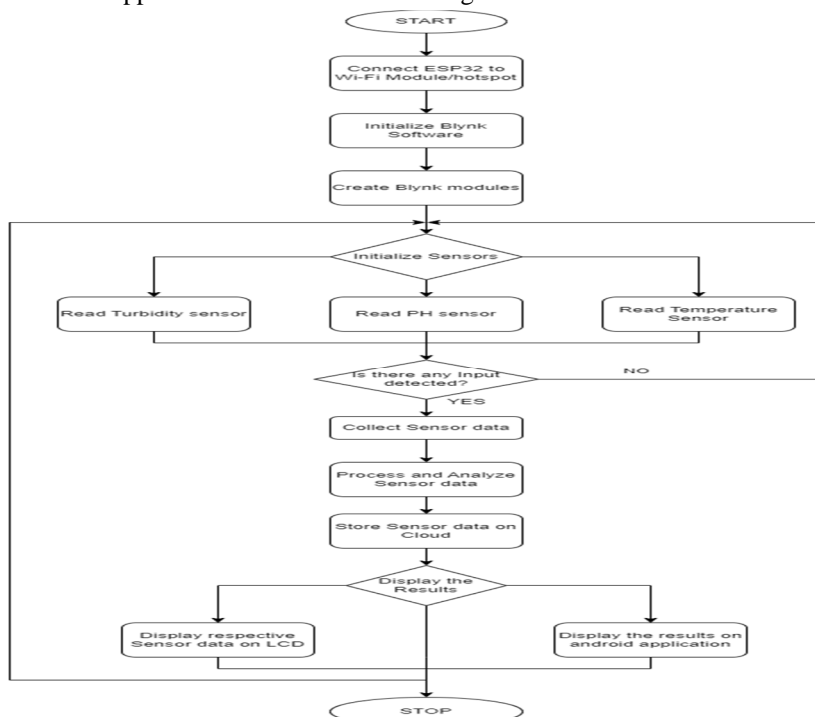 START
Connect ESP32 to
Wi-Fi Module/hotspot
Initialize Blynk
Software
Create Blynk modules
Initialize Sensors
Read Turbidity sensor
Read PH sensor
Read Temperature
Sensor
Is there any Input
detected?
NO
YES
Collect Sensor data
Process and Analyze
Sensor data
Store Sensor data on
Cloud
Display the
Results
Display respective
Sensor data on LCD
Display the results on
android application
STOP